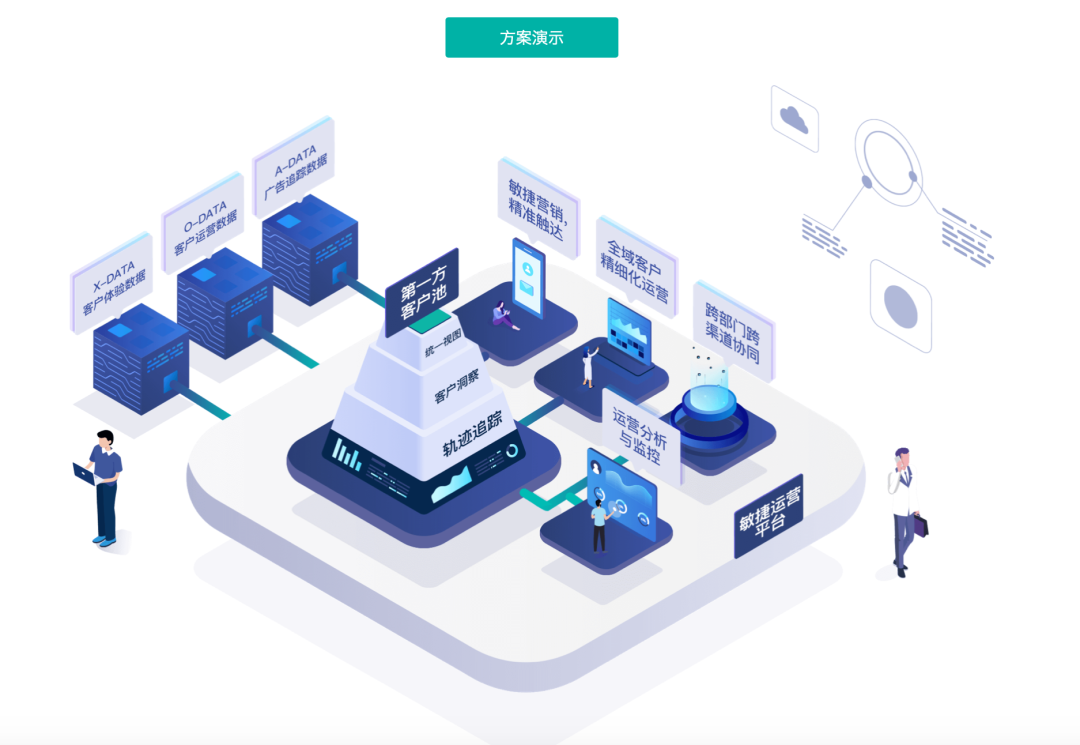 方案演示
A-DATA
广告追踪数据
O-DATA
客户运营数据
X-DATA
客户体验数据
第一方
客户池
统一视图
客户洞察
轨迹追踪
敏捷营销，
精准触达
全域客户
精细化运营
跨部门跨
渠道协同
运营分析
与监控
敏捷运营
平台